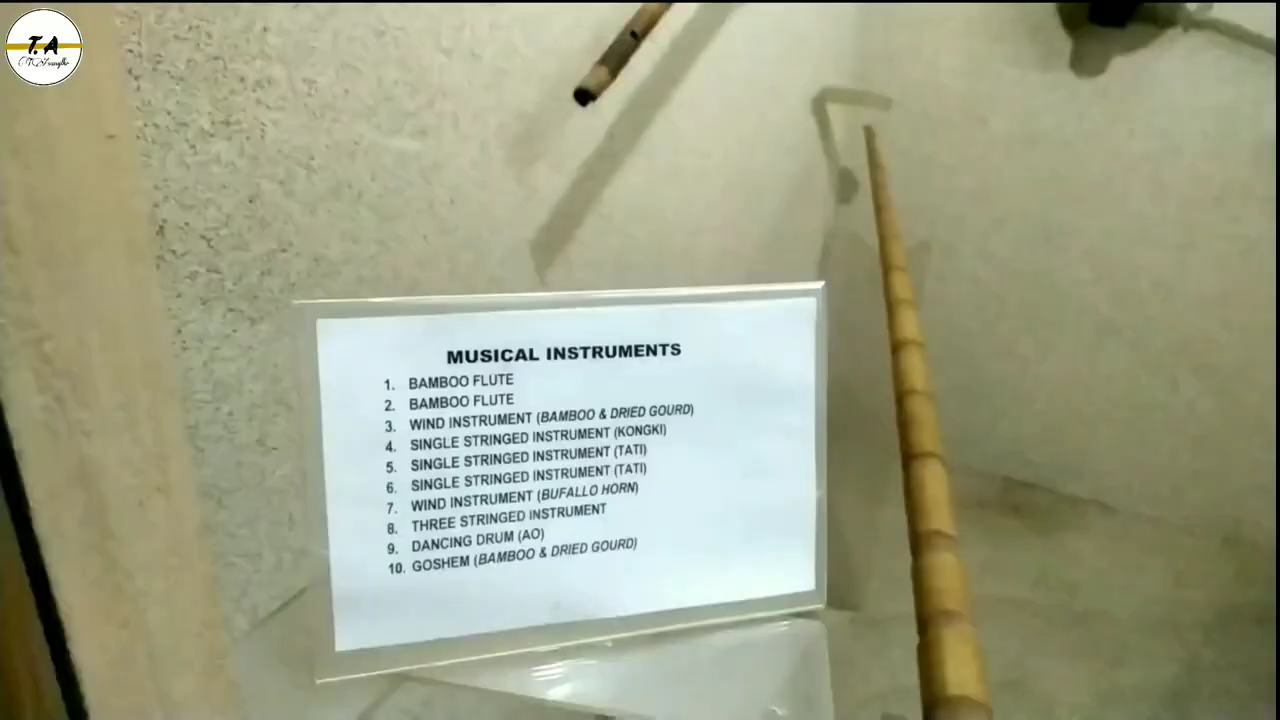 T.A
MUSICAL INSTRUMENTS
1. BAMBOO FLUTE
2. BAMBOO FLUTE
3. WIND INSTRUMENT (BAMBOO & DRIED GOURD)
4. SINGLE STRINGED INSTRUMENT (KONGKI)
5. SINGLE STRINGED INSTRUMENT (TATI)
6. SINGLE STRINGED INSTRUMENT (TATI)
7. WIND INSTRUMENT (BUFALLO HORN)
8. THREE STRINGED INSTRUMENT
9. DANCING DRUM (AO)
10. GOSHEM (BAMBOO & DRIED GOURD)